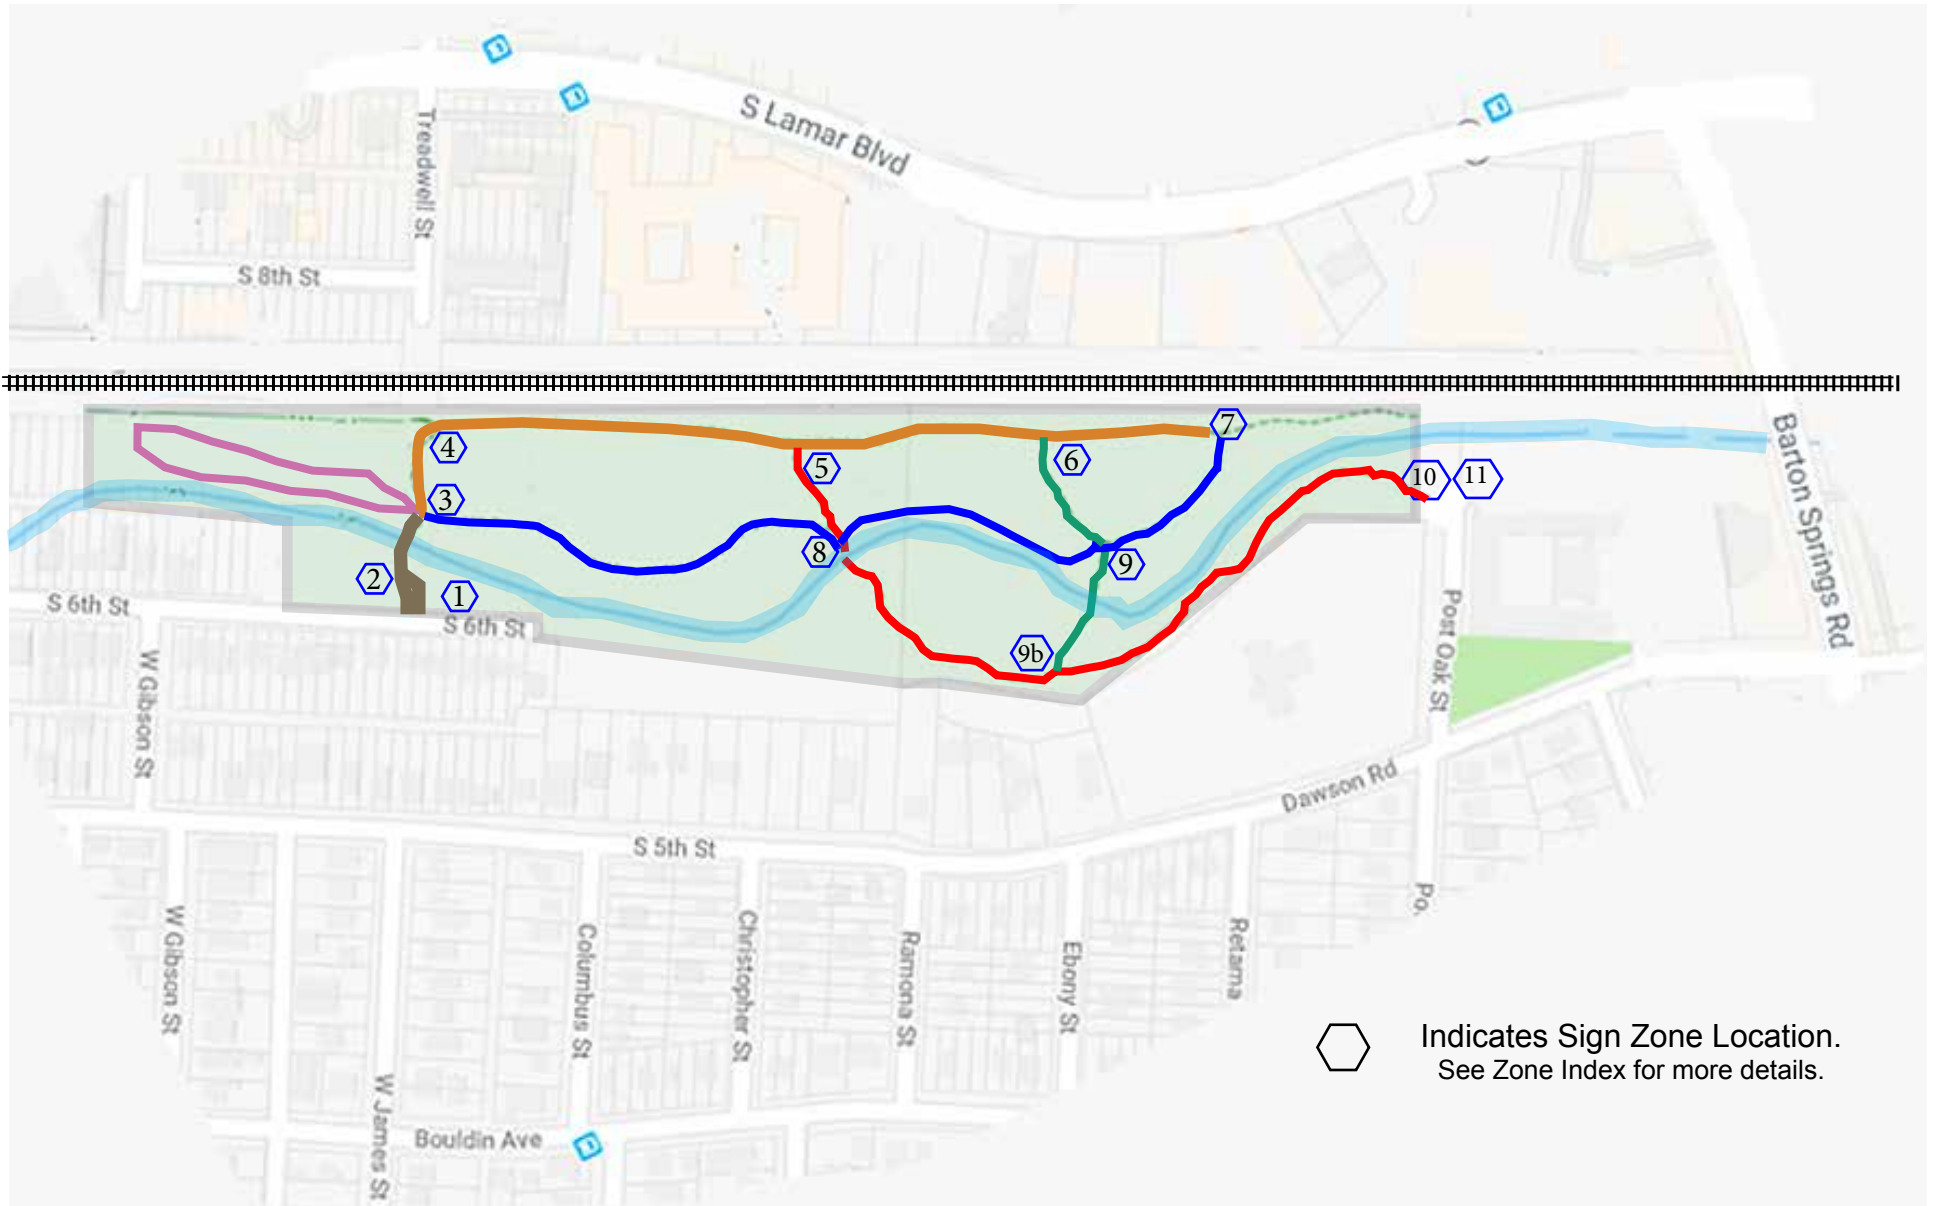 S Lamar Blvd
Treadwell St
S 8th St
Barton Springs Rd
4
5
6
7
3
10
11
8
9
2
1
9b
S 6th St
S 6th St
W Gibson St
Post Oak St
Dawson Rd
S 5th St
Po.
W Gibson St
Columbus St
Christopher St
Ramona St
Ebony St
Retama
W James St
Bouldin Ave
Indicates Sign Zone Location.
See Zone Index for more details.